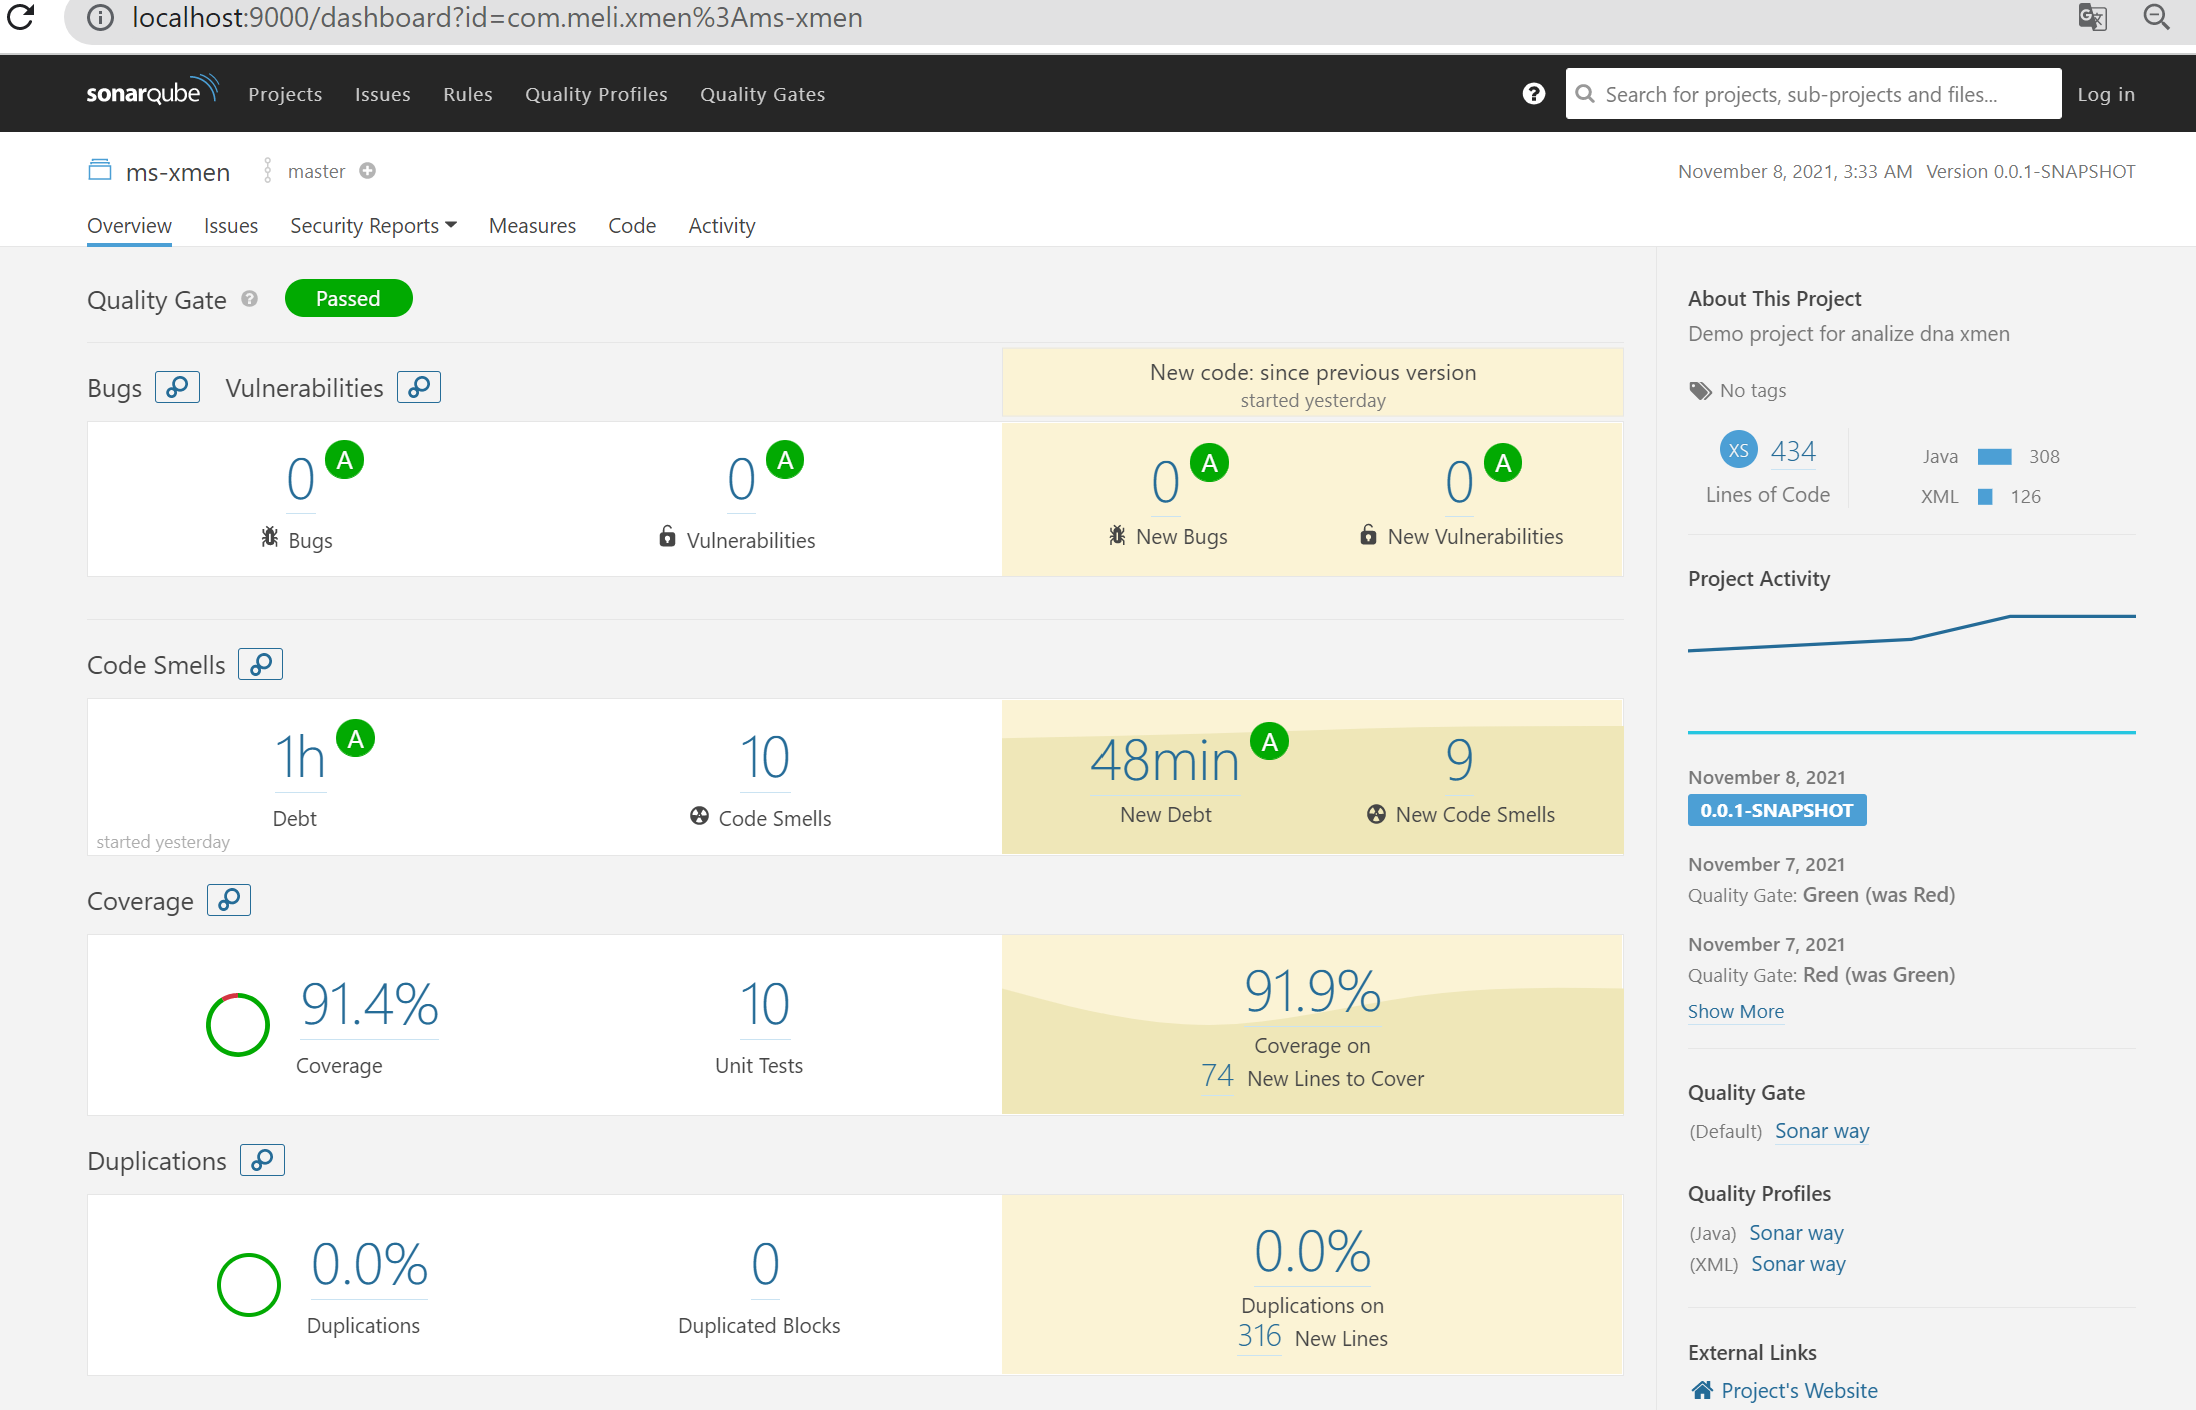 localhost:9000/dashboard?id=com.meli.xmen%3Ams-xmen
sonarqube Projects Issues Rules Quality Profiles Quality Gates ? Search for projects, sub-projects and files... Log in
ms-xmen master November 8, 2021, 3:33 AM Version 0.0.1-SNAPSHOT
Overview Issues Security Reports Measures Code Activity
Quality Gate ? Passed
Bugs Vulnerabilities
New code: since previous version
started yesterday
0 A
Bugs
0 A
Vulnerabilities
0 A
New Bugs
0 A
New Vulnerabilities
Code Smells
1h A
Debt
started yesterday
10
Code Smells
48min A
New Debt
9
New Code Smells
Coverage
91.4%
Coverage
10
Unit Tests
91.9%
Coverage on
74 New Lines to Cover
Duplications
0.0%
Duplications
0
Duplicated Blocks
0.0%
Duplications on
316 New Lines
About This Project
Demo project for analize dna xmen
No tags
XS 434
Lines of Code
Java 308
XML 126
Project Activity
November 8, 2021
0.0.1-SNAPSHOT
November 7, 2021
Quality Gate: Green (was Red)
November 7, 2021
Quality Gate: Red (was Green)
Show More
Quality Gate
(Default) Sonar way
Quality Profiles
(Java) Sonar way
(XML) Sonar way
External Links
Project's Website